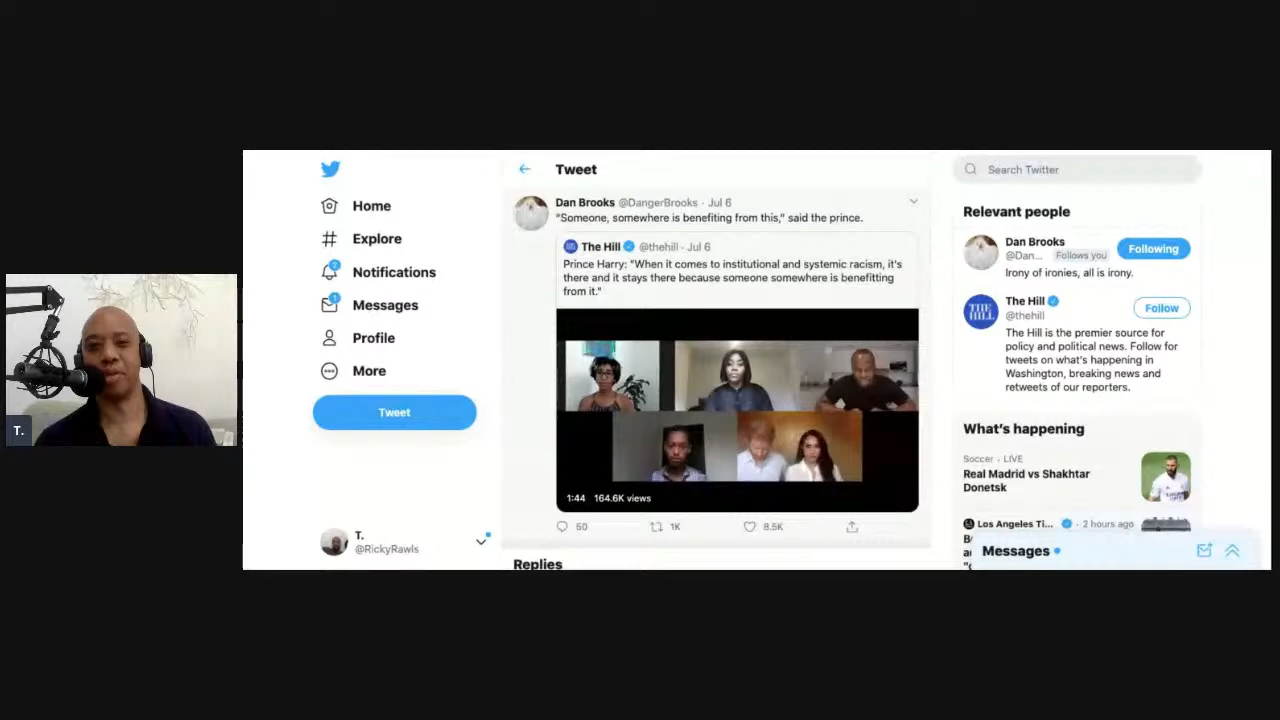 T.
Home
Explore
2
Notifications
1
Messages
Profile
More
Tweet
T.
@RickyRawls
Tweet
Dan Brooks @DangerBrooks · Jul 6
"Someone, somewhere is benefiting from this," said the prince.
The Hill @thehill · Jul 6
Prince Harry: "When it comes to institutional and systemic racism, it's
there and it stays there because someone somewhere is benefitting
from it."
1:44 164.6K views
50 1K 8.5K
Replies
Search Twitter
Relevant people
Dan Brooks
@Dan... Follows you
Following
Irony of ironies, all is irony.
THE
HILL
The Hill
@thehill
Follow
The Hill is the premier source for
policy and political news. Follow for
tweets on what's happening in
Washington, breaking news and
retweets of our reporters.
What's happening
Soccer · LIVE
Real Madrid vs Shakhtar
Donetsk
Los Angeles Ti... · 2 hours ago
Messages